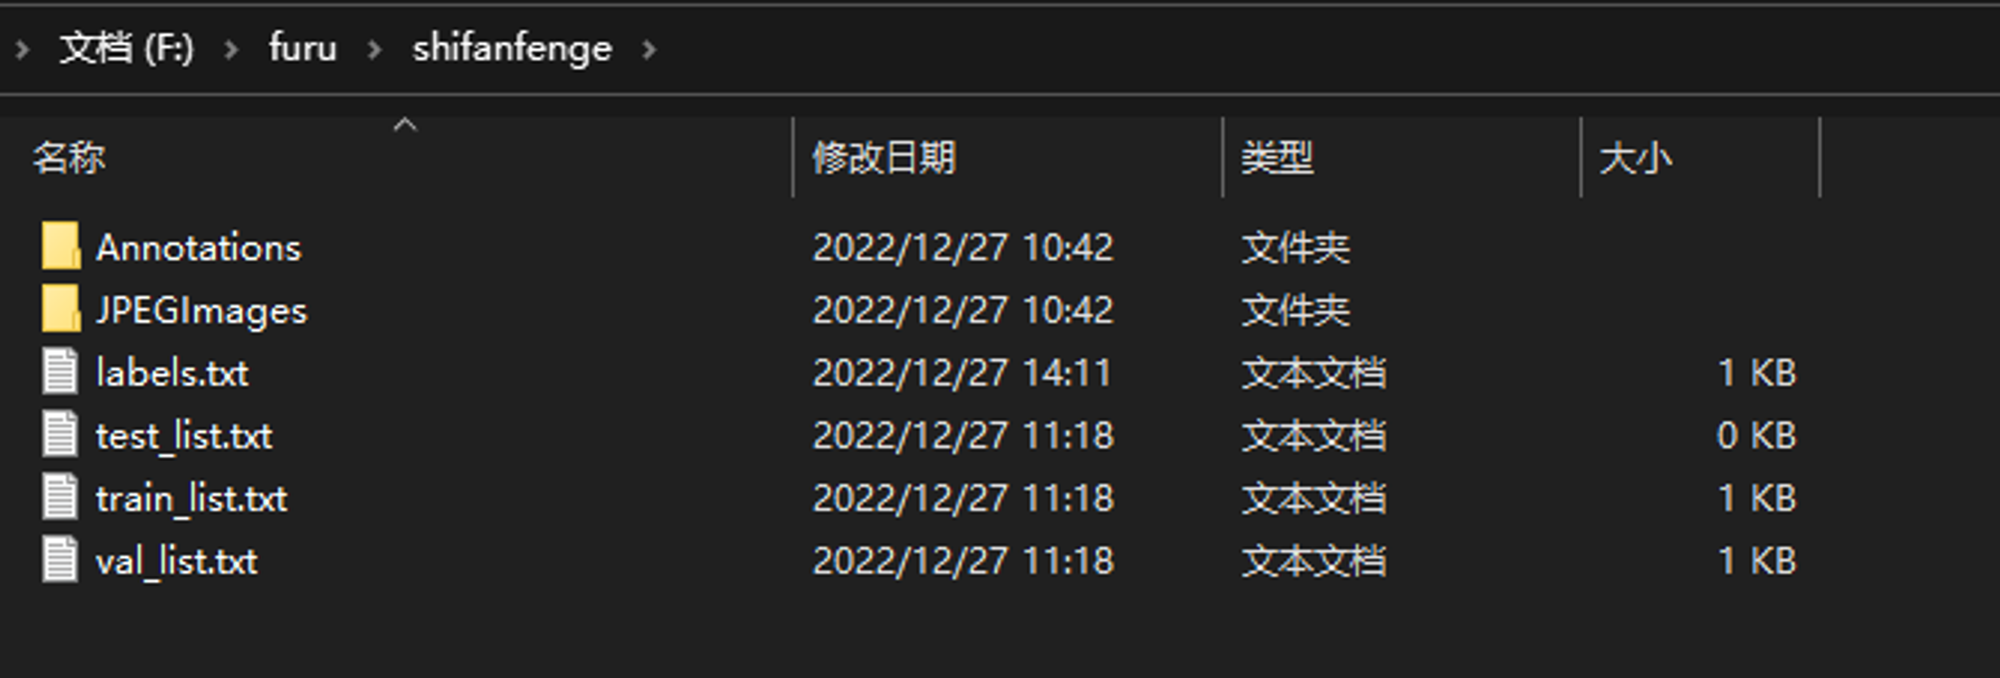 文档 (F:) > furu > shifanfenge >
名称 修改日期 类型 大小
Annotations 2022/12/27 10:42 文件夹
JPEGImages 2022/12/27 10:42 文件夹
labels.txt 2022/12/27 14:11 文本文档 1 KB
test_list.txt 2022/12/27 11:18 文本文档 0 KB
train_list.txt 2022/12/27 11:18 文本文档 1 KB
val_list.txt 2022/12/27 11:18 文本文档 1 KB